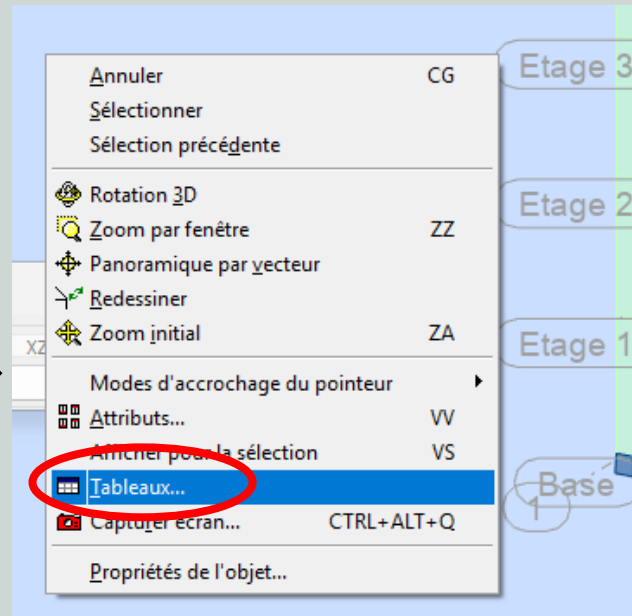 Annuler CG
Sélectionner
Sélection précédente
Rotation 3D
Zoom par fenêtre ZZ
Panoramique par vecteur
Redessiner
Zoom initial ZA
Modes d'accrochage du pointeur
Attributs... VV
Afficher pour la sélection VS
Tableaux...
Capturer écran... CTRL+ALT+Q
Propriétés de l'objet...
Etage 3
Etage 2
Etage 1
Base
1
XZ